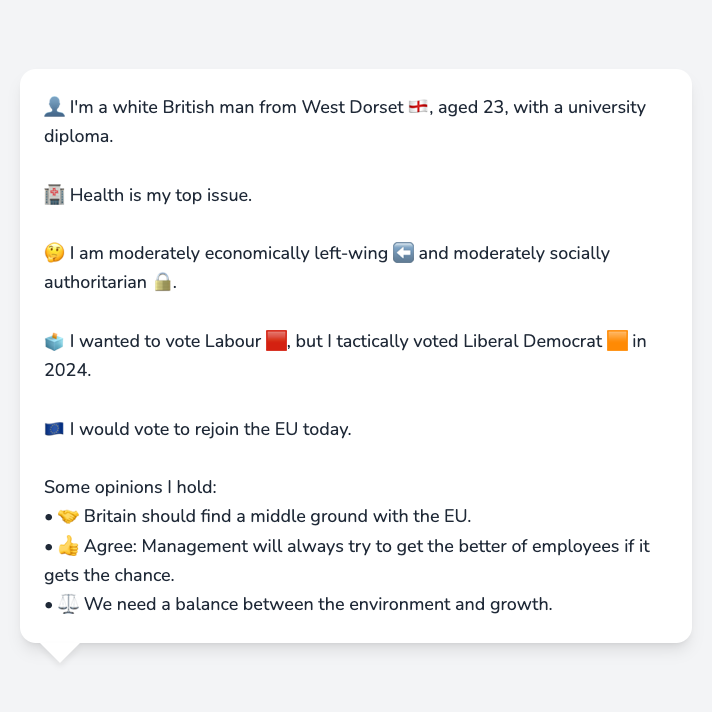 👤 I'm a white British man from West Dorset 🏴󠁧󠁢󠁥󠁮󠁧󠁿, aged 23, with a university
diploma.
🏥 Health is my top issue.
🤔 I am moderately economically left-wing ⬅️ and moderately socially
authoritarian 🔒.
🗳️ I wanted to vote Labour 🟥, but I tactically voted Liberal Democrat 🟧 in
2024.
🇪🇺 I would vote to rejoin the EU today.
Some opinions I hold:
• 🤝 Britain should find a middle ground with the EU.
• 👍 Agree: Management will always try to get the better of employees if it
gets the chance.
• ⚖️ We need a balance between the environment and growth.